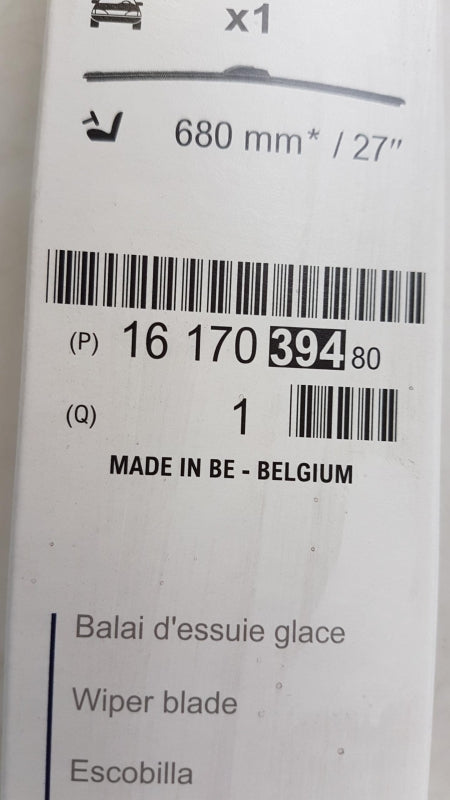 x1
680 mm* / 27"
(P) 16 170 394 80
(Q) 1
MADE IN BE - BELGIUM
Balai d'essuie glace
Wiper blade
Escobilla